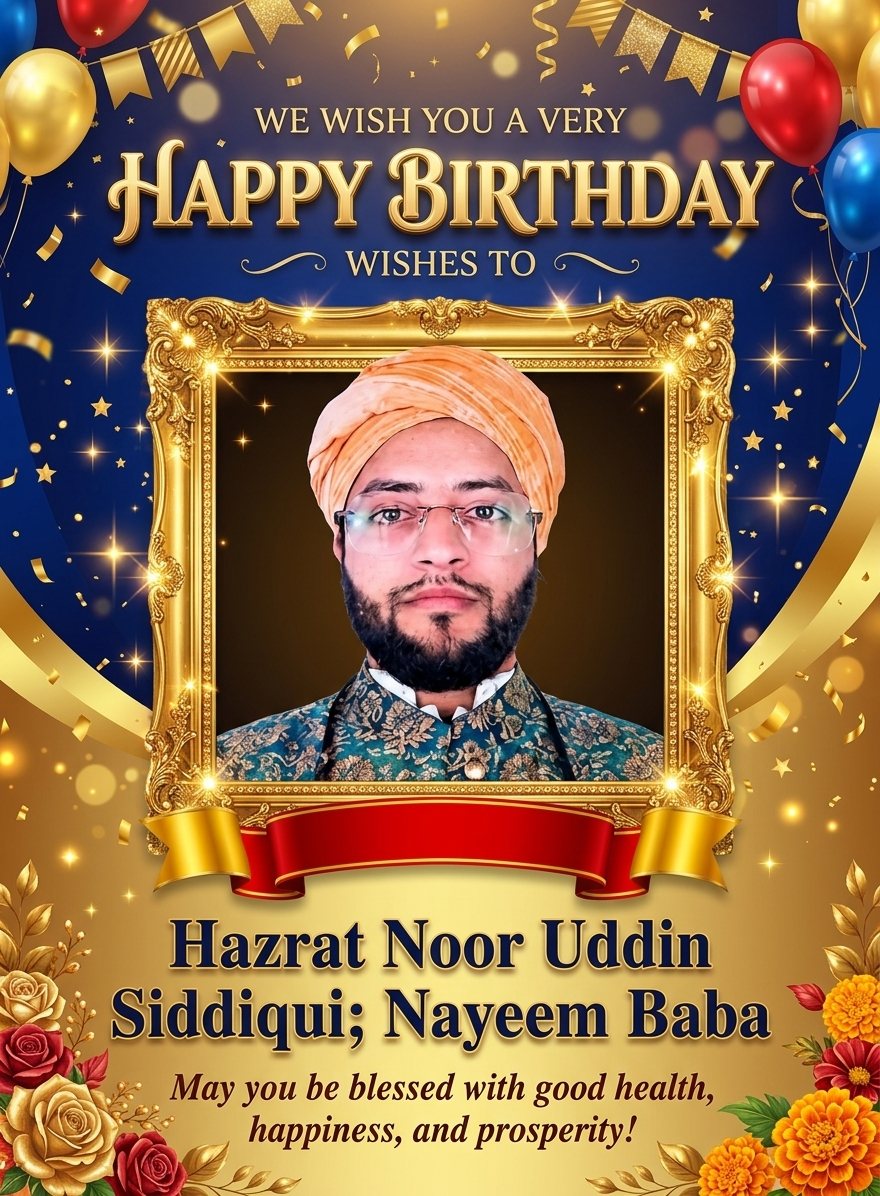 WE WISH YOU A VERY
HAPPY BIRTHDAY
WISHES TO
Hazrat Noor Uddin
Siddiqui; Nayeem Baba
May you be blessed with good health,
happiness, and prosperity!